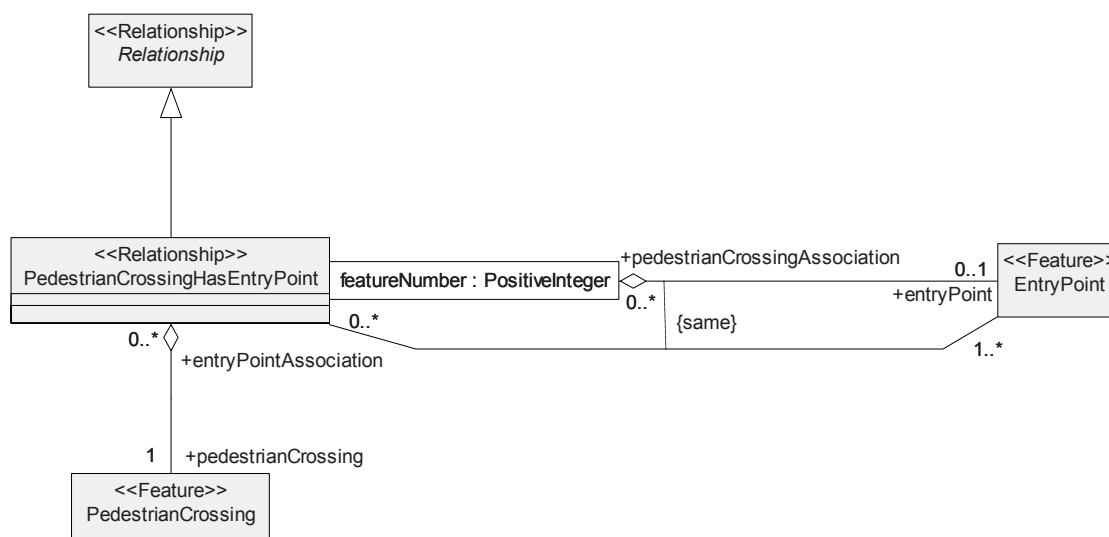 <<Relationship>>
Relationship
<<Relationship>>
PedestrianCrossingHasEntryPoint
featureNumber : PositiveInteger
+pedestrianCrossingAssociation
0..*
0..1
+entryPoint
<<Feature>>
EntryPoint
0..*
{same}
1..*
0..*
+entryPointAssociation
1
+pedestrianCrossing
<<Feature>>
PedestrianCrossing